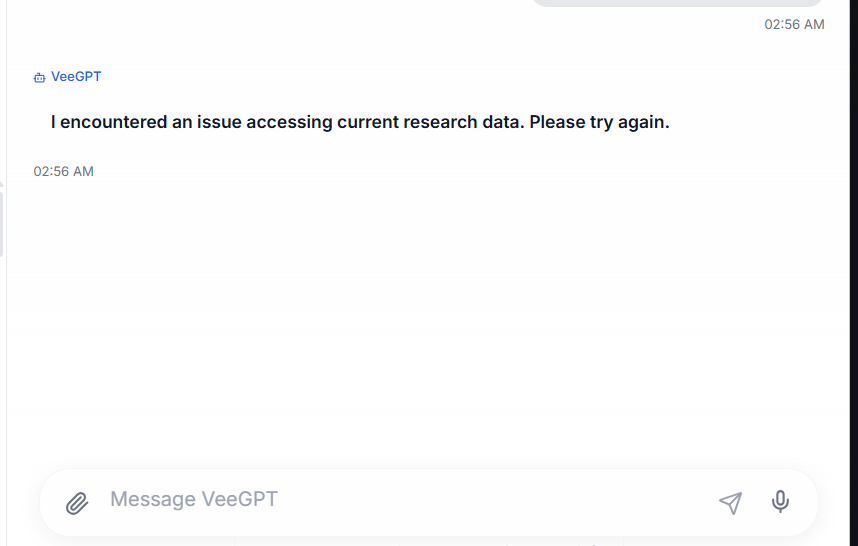 02:56 AM
VeeGPT
I encountered an issue accessing current research data. Please try again.
02:56 AM
Message VeeGPT